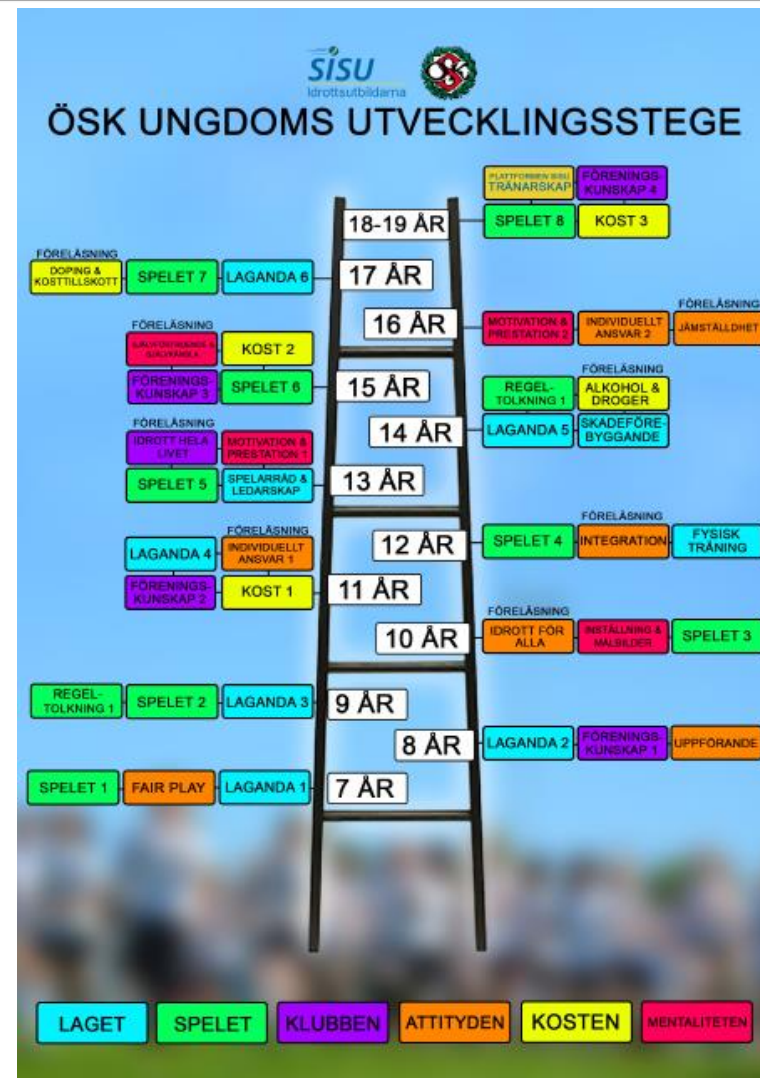 SISU
Idrottsutbildarna
ÖSK
ÖSK UNGDOMS UTVECKLINGSSTEGE
PLATTFORMEN SISU
TRÄNARSKAP
FÖRENINGS-
KUNSKAP 4
18-19 ÅR
SPELET 8
KOST 3
FÖRELÄSNING
DOPING &
KOSTTILLSKOTT
SPELET 7
LAGANDA 6
17 ÅR
16 ÅR
MOTIVATION &
PRESTATION 2
INDIVIDUELLT
ANSVAR 2
FÖRELÄSNING
JÄMSTÄLLDHET
FÖRELÄSNING
SJÄLVFÖRTROENDE &
SJÄLVKÄNSLA
KOST 2
FÖRENINGS-
KUNSKAP 3
SPELET 6
15 ÅR
FÖRELÄSNING
REGEL-
TOLKNING 1
ALKOHOL &
DROGER
14 ÅR
LAGANDA 5
SKADEFÖRE-
BYGGANDE
FÖRELÄSNING
IDROTT HELA
LIVET
MOTIVATION &
PRESTATION 1
SPELET 5
SPELARRÅD &
LEDARSKAP
13 ÅR
12 ÅR
SPELET 4
FÖRELÄSNING
INTEGRATION
FYSISK
TRÄNING
FÖRELÄSNING
LAGANDA 4
INDIVIDUELLT
ANSVAR 1
FÖRENINGS-
KUNSKAP 2
KOST 1
11 ÅR
10 ÅR
FÖRELÄSNING
IDROTT FÖR
ALLA
INSTÄLLNING &
MÅLBILDER
SPELET 3
REGEL-
TOLKNING 1
SPELET 2
LAGANDA 3
9 ÅR
8 ÅR
LAGANDA 2
FÖRENINGS-
KUNSKAP 1
UPPFÖRANDE
SPELET 1
FAIR PLAY
LAGANDA 1
7 ÅR
LAGET
SPELET
KLUBBEN
ATTITYDEN
KOSTEN
MENTALITETEN